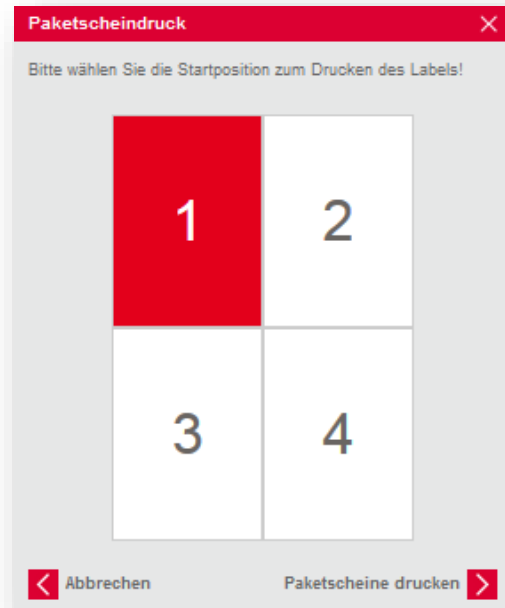 Paketscheindruck
Bitte wählen Sie die Startposition zum Drucken des Labels!
1 2
3 4
Abbrechen Paketscheine drucken